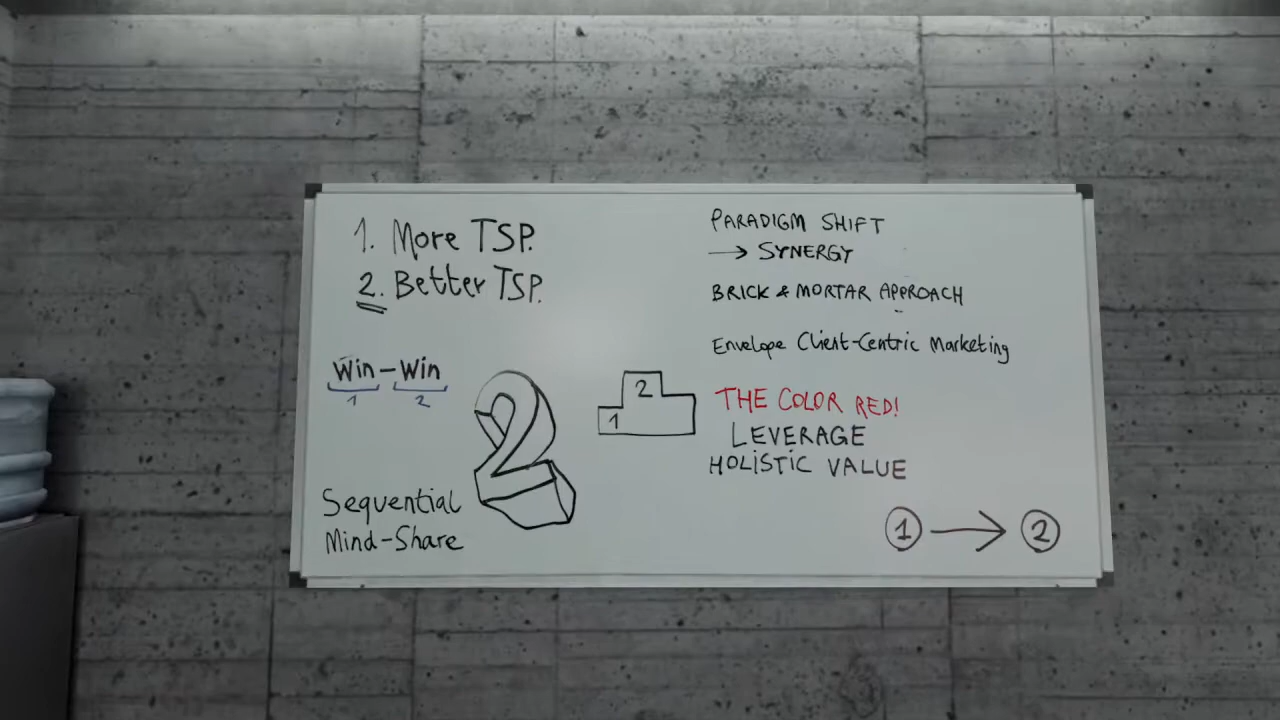 1. More TSP.
2. Better TSP.
Win-Win
1 2
Sequential
Mind-Share
2
2
1
PARADIGM SHIFT
→ SYNERGY
BRICK & MORTAR APPROACH
Envelope Client-Centric Marketing
THE COLOR RED!
LEVERAGE
HOLISTIC VALUE
1 → 2